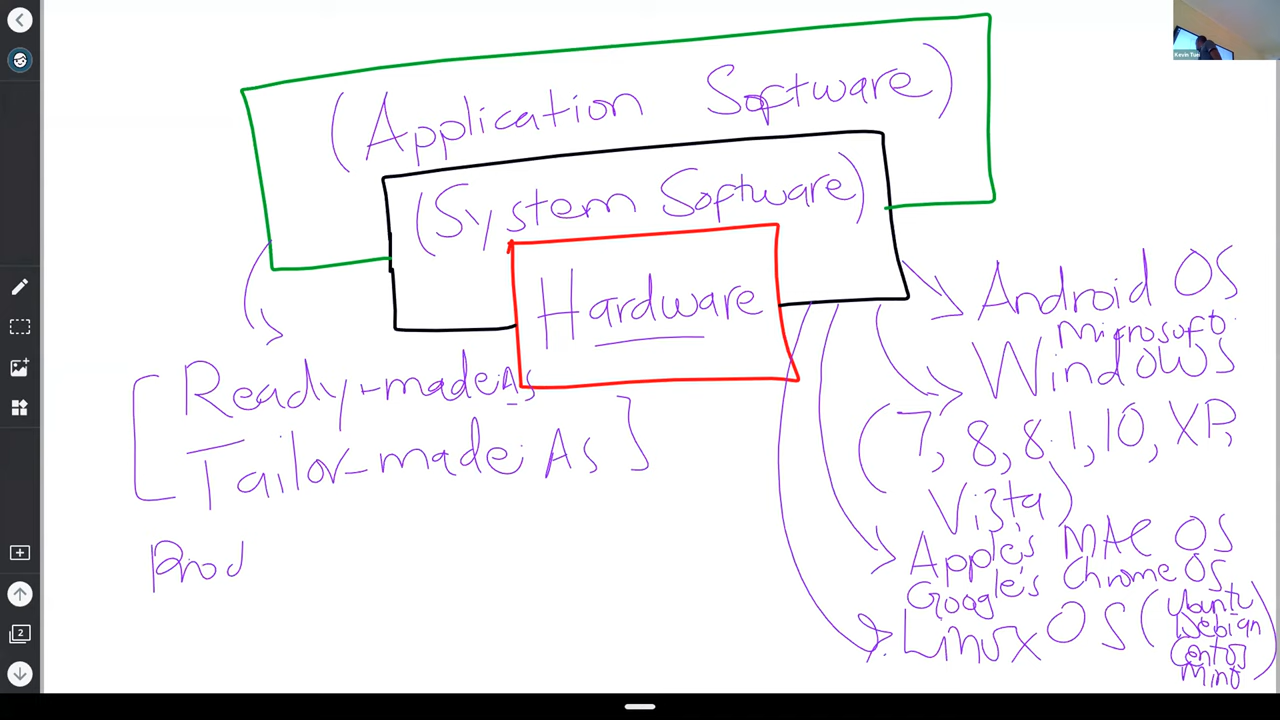 (Application Software)
(System Software)
Hardware
Ready-made As
Tailor-made As
Prod
Android OS
Microsoft
Windows
(7, 8, 8.1, 10, XP,
Vista)
Apple's MAC OS
Google's Chrome OS
Linux OS (Ubuntu
Debian
Centos
Mint)
2